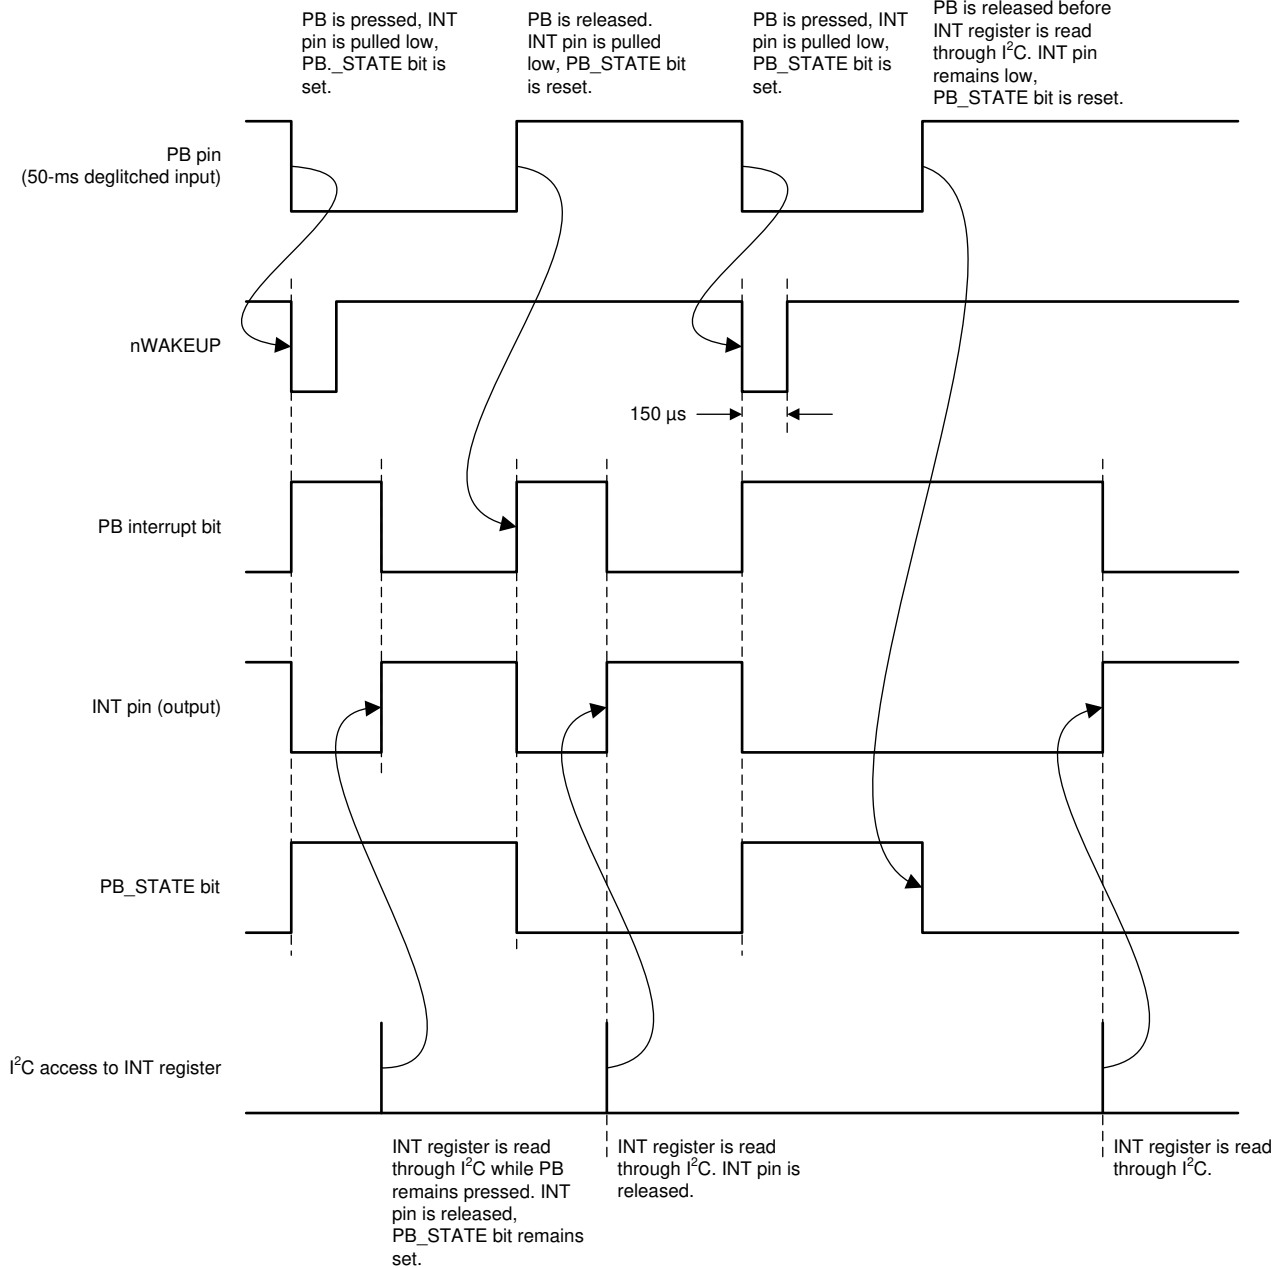 PB is pressed, INT
pin is pulled low,
PB._STATE bit is
set.
PB is released.
INT pin is pulled
low, PB_STATE bit
is reset.
PB is pressed, INT
pin is pulled low,
PB_STATE bit is
set.
PB is released before
INT register is read
through I²C. INT pin
remains low,
PB_STATE bit is reset.
PB pin
(50-ms deglitched input)
nWAKEUP
150 µs
PB interrupt bit
INT pin (output)
PB_STATE bit
I²C access to INT register
INT register is read
through I²C while PB
remains pressed. INT
pin is released,
PB_STATE bit remains
set.
INT register is read
through I²C. INT pin is
released.
INT register is read
through I²C.